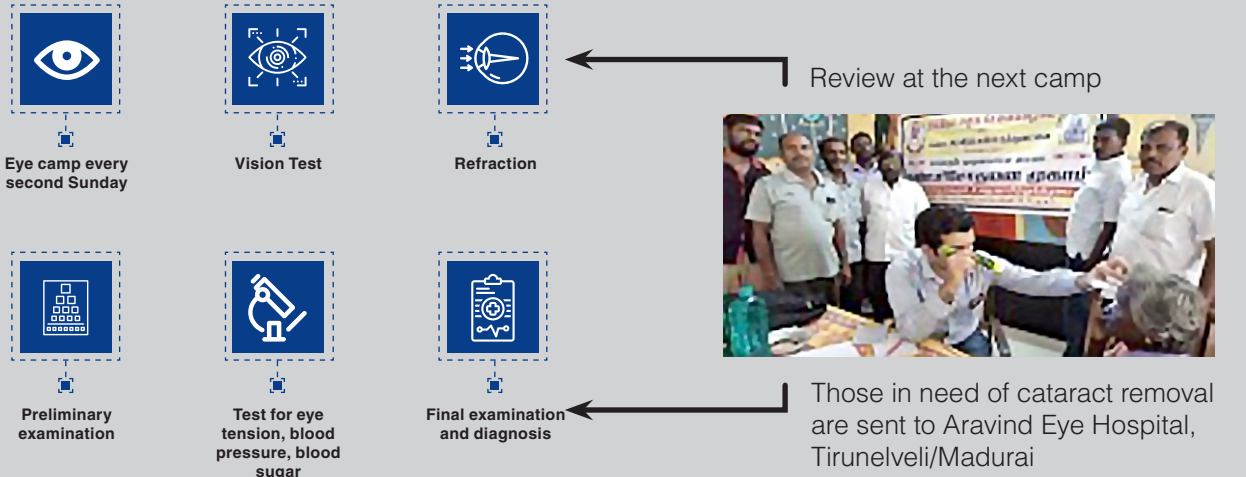 Eye camp every
second Sunday
Vision Test
Refraction
Review at the next camp
Preliminary
examination
Test for eye
tension, blood
pressure, blood
sugar
Final examination
and diagnosis
Those in need of cataract removal
are sent to Aravind Eye Hospital,
Tirunelveli/Madurai